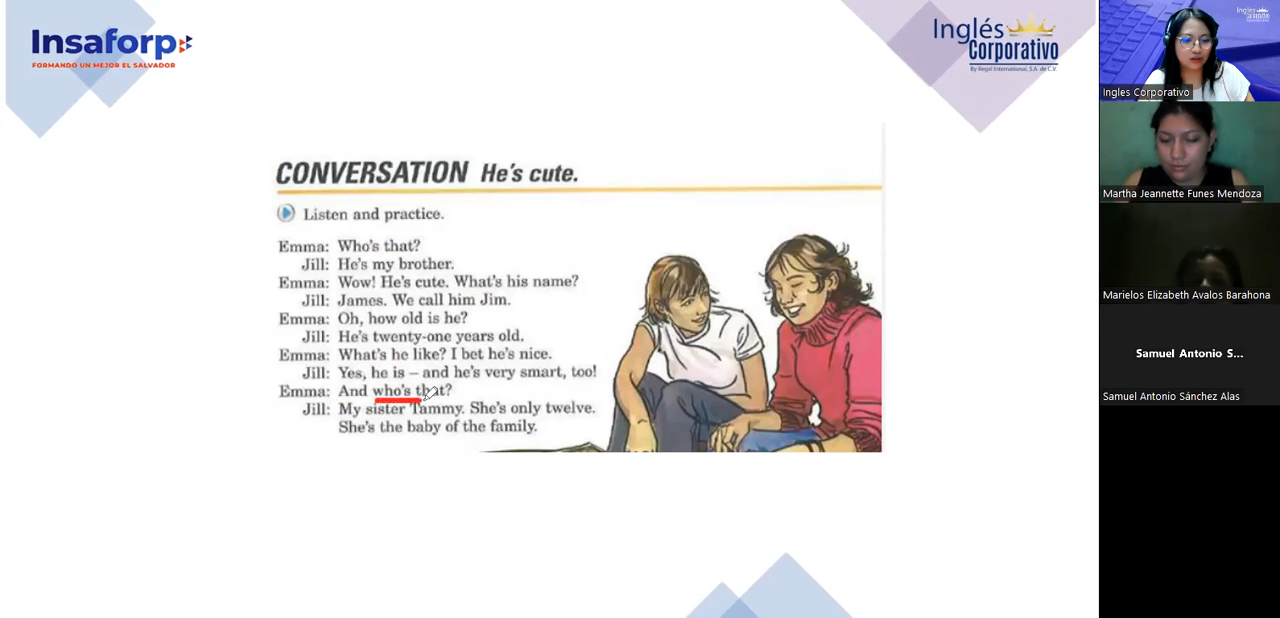 Insaforp
FORMANDO UN MEJOR EL SALVADOR
Inglés
Corporativo
By Regal International, S.A. de C.V.
CONVERSATION He's cute.
Listen and practice.
Emma: Who's that?
Jill: He's my brother.
Emma: Wow! He's cute. What's his name?
Jill: James. We call him Jim.
Emma: Oh, how old is he?
Jill: He's twenty-one years old.
Emma: What's he like? I bet he's nice.
Jill: Yes, he is – and he's very smart, too!
Emma: And who's that?
Jill: My sister Tammy. She's only twelve.
She's the baby of the family.
Ingles Corporativo
Martha Jeannette Funes Mendoza
Marielos Elizabeth Avalos Barahona
Samuel Antonio S...
Samuel Antonio Sánchez Alas